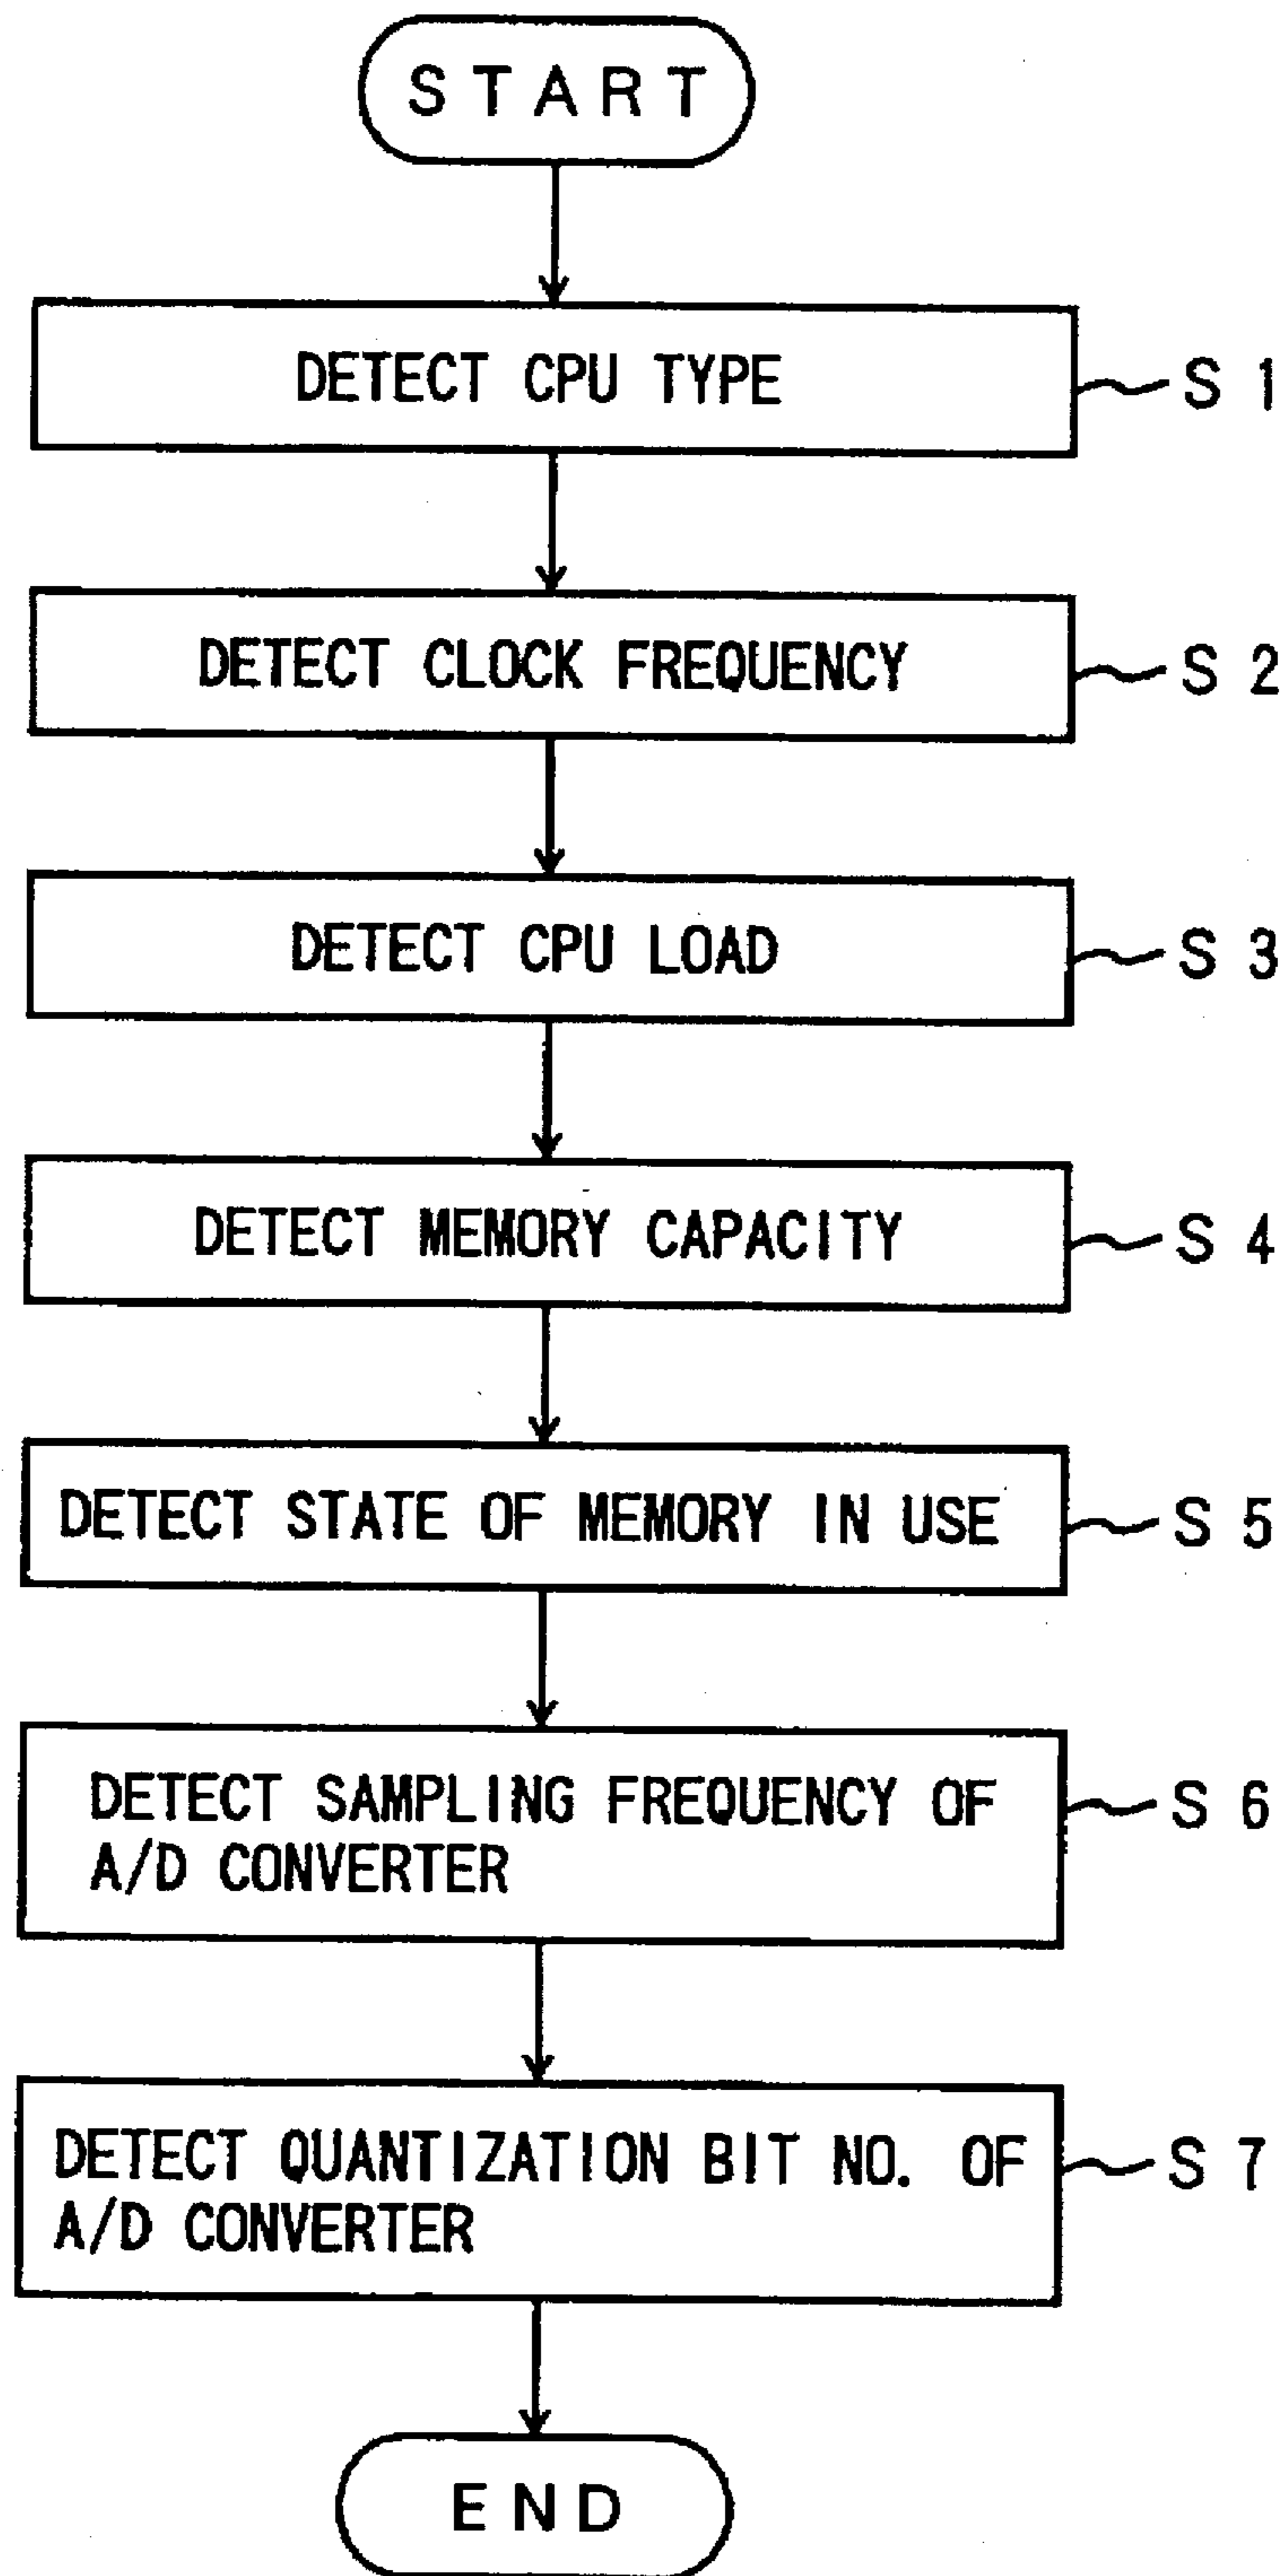 START
DETECT CPU TYPE
S 1
DETECT CLOCK FREQUENCY
S 2
DETECT CPU LOAD
S 3
DETECT MEMORY CAPACITY
S 4
DETECT STATE OF MEMORY IN USE
S 5
DETECT SAMPLING FREQUENCY OF
A/D CONVERTER
S 6
DETECT QUANTIZATION BIT NO. OF
A/D CONVERTER
S 7
END